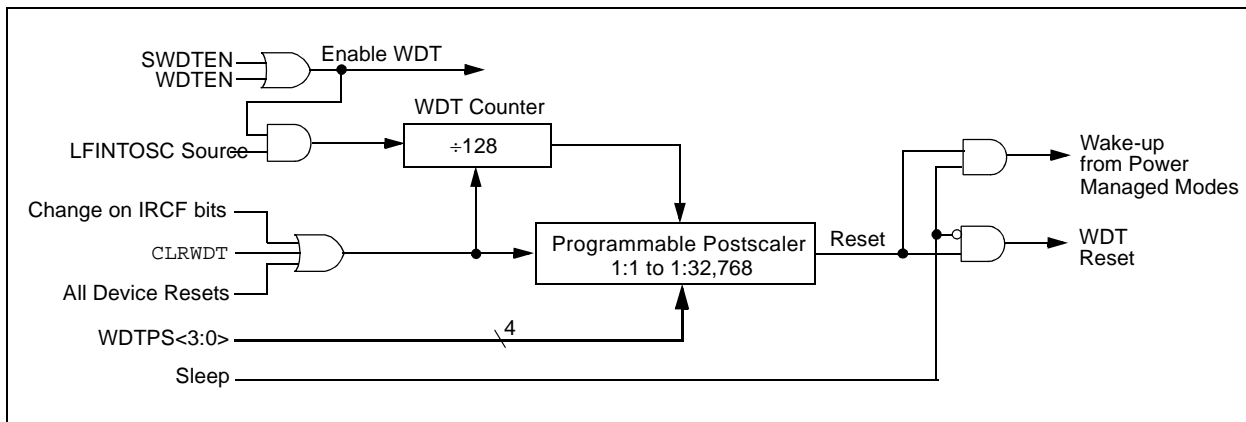 SWDTEN
WDTEN
Enable WDT
WDT Counter
÷128
LFINTOSC Source
Wake-up
from Power
Managed Modes
Change on IRCF bits
CLRWDT
All Device Resets
Programmable Postscaler
1:1 to 1:32,768
Reset
WDT
Reset
WDTPS<3:0>
4
Sleep